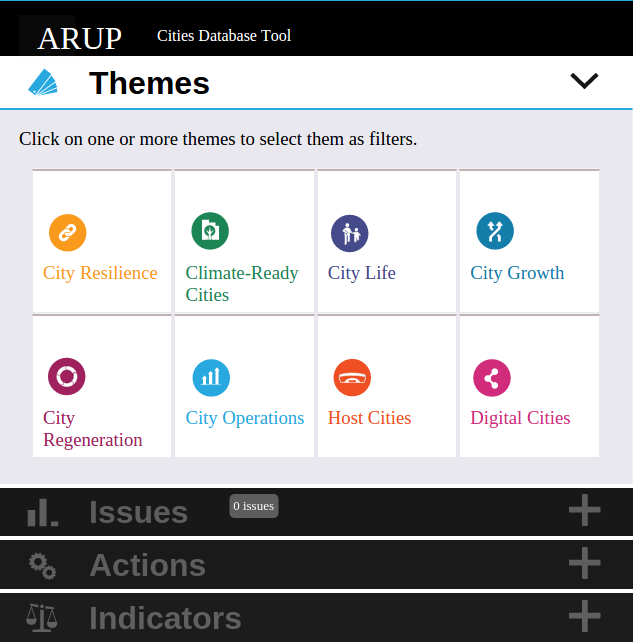 ARUP
Cities Database Tool
Themes
Click on one or more themes to select them as filters.
City Resilience
Climate-Ready
Cities
City Life
City Growth
City
Regeneration
City Operations
Host Cities
Digital Cities
Issues
0 issues
Actions
Indicators